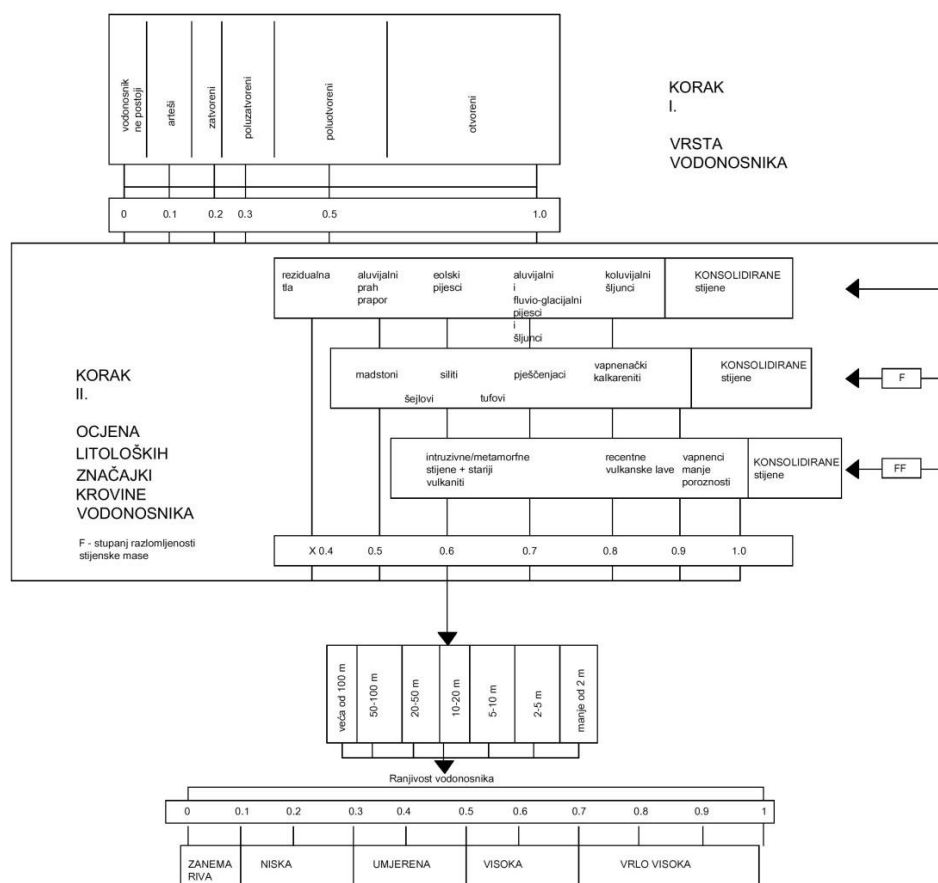 vodonosnik
ne postoji
arteši
zatvoreni
poluzatvoreni
poluotvoreni
otvoreni
KORAK
I.
VRSTA
VODONOSNIKA
0 0.1 0.2 0.3 0.5 1.0
rezidualna
tla
aluvijalni
prah
prapor
eolski
pijesci
aluvijalni
i
fluvio-glacijalni
pijesci
i
šljunci
koluvijalni
šljunci
KONSOLIDIRANE
stijene
KORAK
II.
OCJENA
LITOLOŠKIH
ZNAČAJKI
KROVINE
VODONOSNIKA
F - stupanj razlomljenosti
stijenske mase
madstoni
šejlovi
siliti
tufovi
pješčenjaci
vapnenački
kalkareniti
KONSOLIDIRANE
stijene
F
intruzivne/metamorfne
stijene + stariji
vulkaniti
recentne
vulkanske lave
vapnenci
manje
poroznosti
KONSOLIDIRANE
stijene
FF
X 0.4 0.5 0.6 0.7 0.8 0.9 1.0
veća od 100 m
50-100 m
20-50 m
10-20 m
5-10 m
2-5 m
manje od 2 m
Ranjivost vodonosnika
0 0.1 0.2 0.3 0.4 0.5 0.6 0.7 0.8 0.9 1
ZANEMA
RIVA
NISKA
UMJERENA
VISOKA
VRLO VISOKA